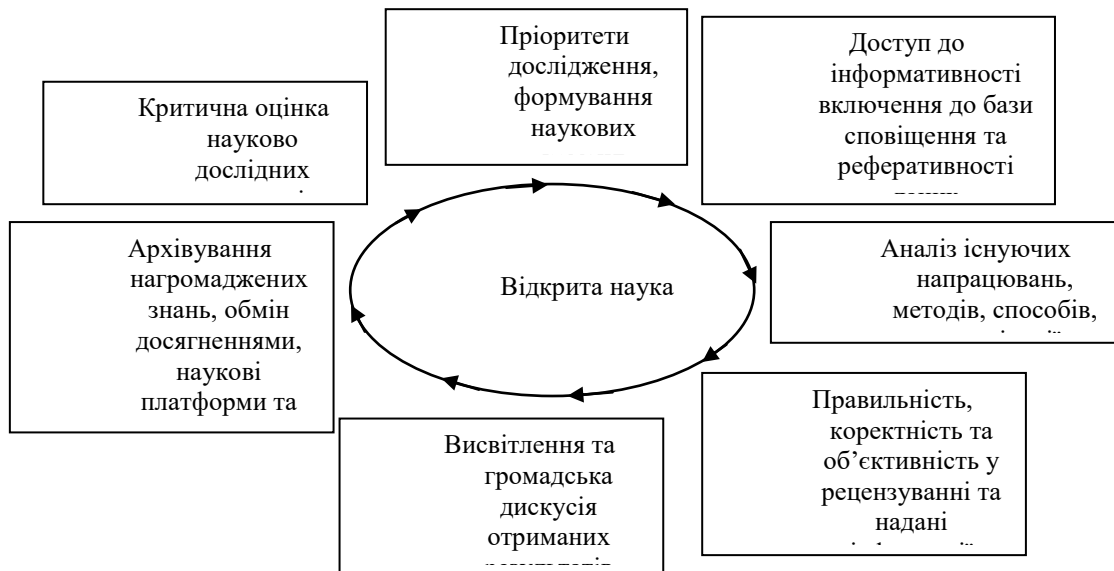 Пріоритети
дослідження,
формування
наукових
Доступ до
інформативності
включення до бази
сповіщення та
реферативності
Критична оцінка
науково
дослідних
Архівування
нагромаджених
знань, обмін
досягненнями,
наукові
платформи та
Відкрита наука
Аналіз існуючих
напрацювань,
методів, способів,
Правильність,
коректність та
об’єктивність у
рецензуванні та
надані
Висвітлення та
громадська
дискусія
отриманих